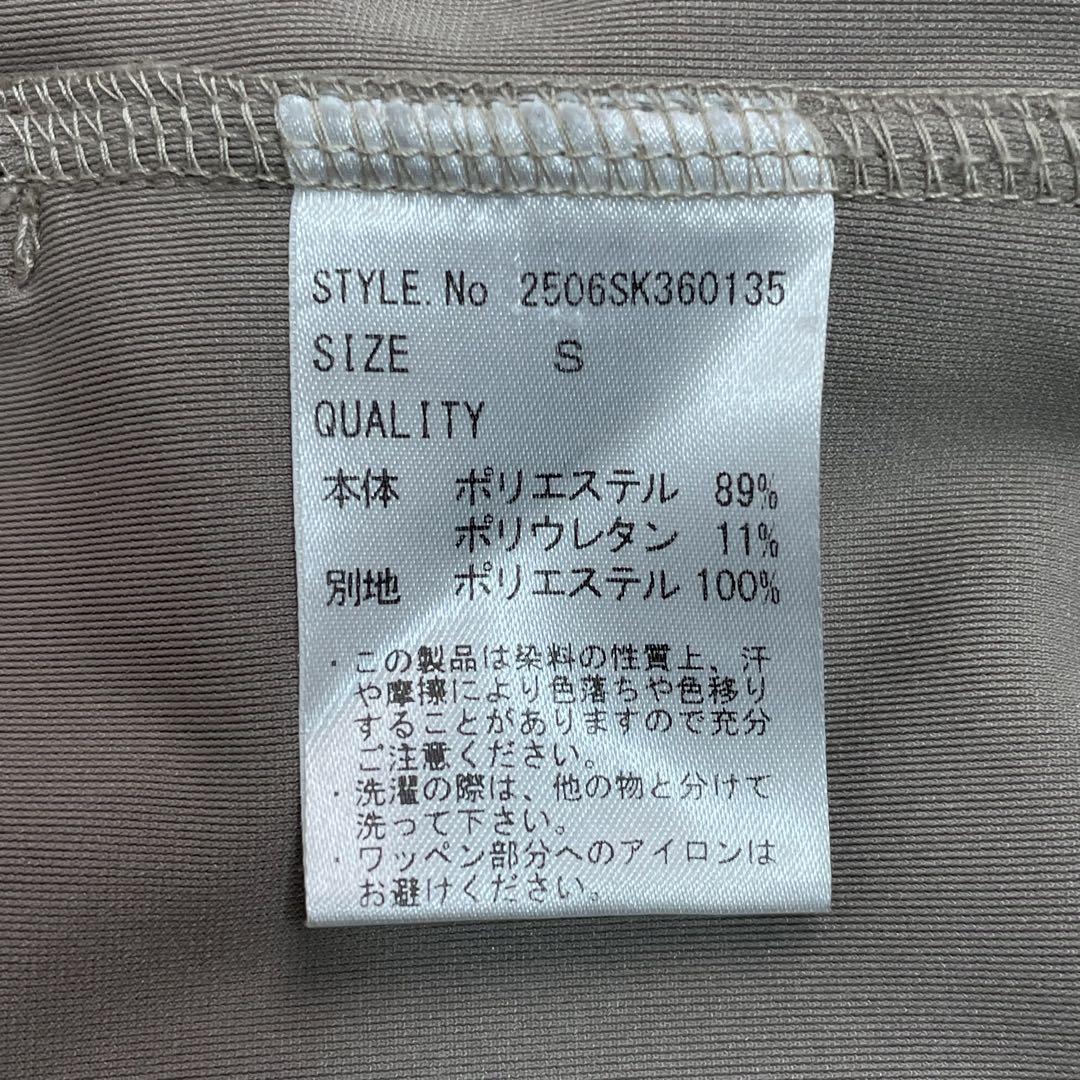 STYLE.No 2506SK360135
SIZE S
QUALITY
本体 ポリエステル 89%
ポリウレタン 11%
別地 ポリエステル 100%
・この製品は染料の性質上、汗
や摩擦により色落ちや色移り
することがありますので充分
ご注意ください。
・洗濯の際は、他の物と分けて
洗って下さい。
・ワッペン部分へのアイロンは
お避けください。